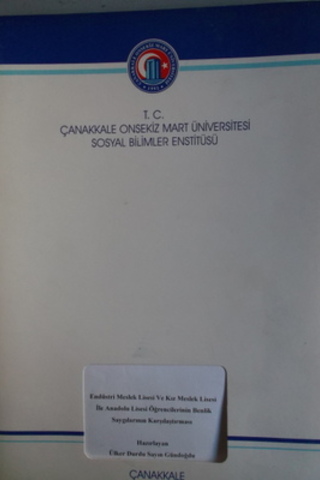 T. C.
ÇANAKKALE ONSEKİZ MART ÜNİVERSİTESİ
SOSYAL BİLİMLER ENSTİTÜSÜ
Endüstri Meslek Lisesi Ve Kız Meslek Lisesi
İle Anadolu Lisesi Öğrencilerinin Benlik
Saygılarının Karşılaştırması
Hazırlayan
Ülker Durdu Sayın Gündoğdu
ÇANAKKALE